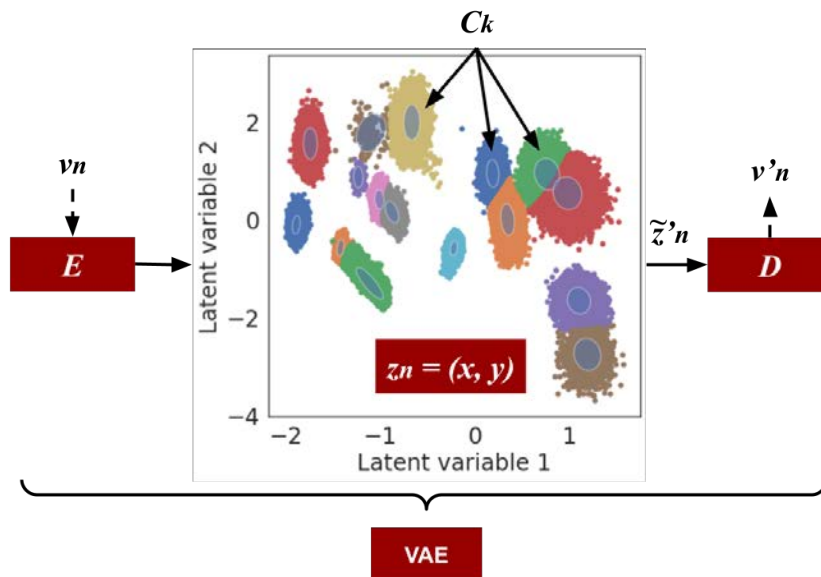 Ck
vn
E
Latent variable 2
2
0
−2
−4
−2
−1
0
1
Latent variable 1
zn = (x, y)
z̃'n
v'n
D
VAE